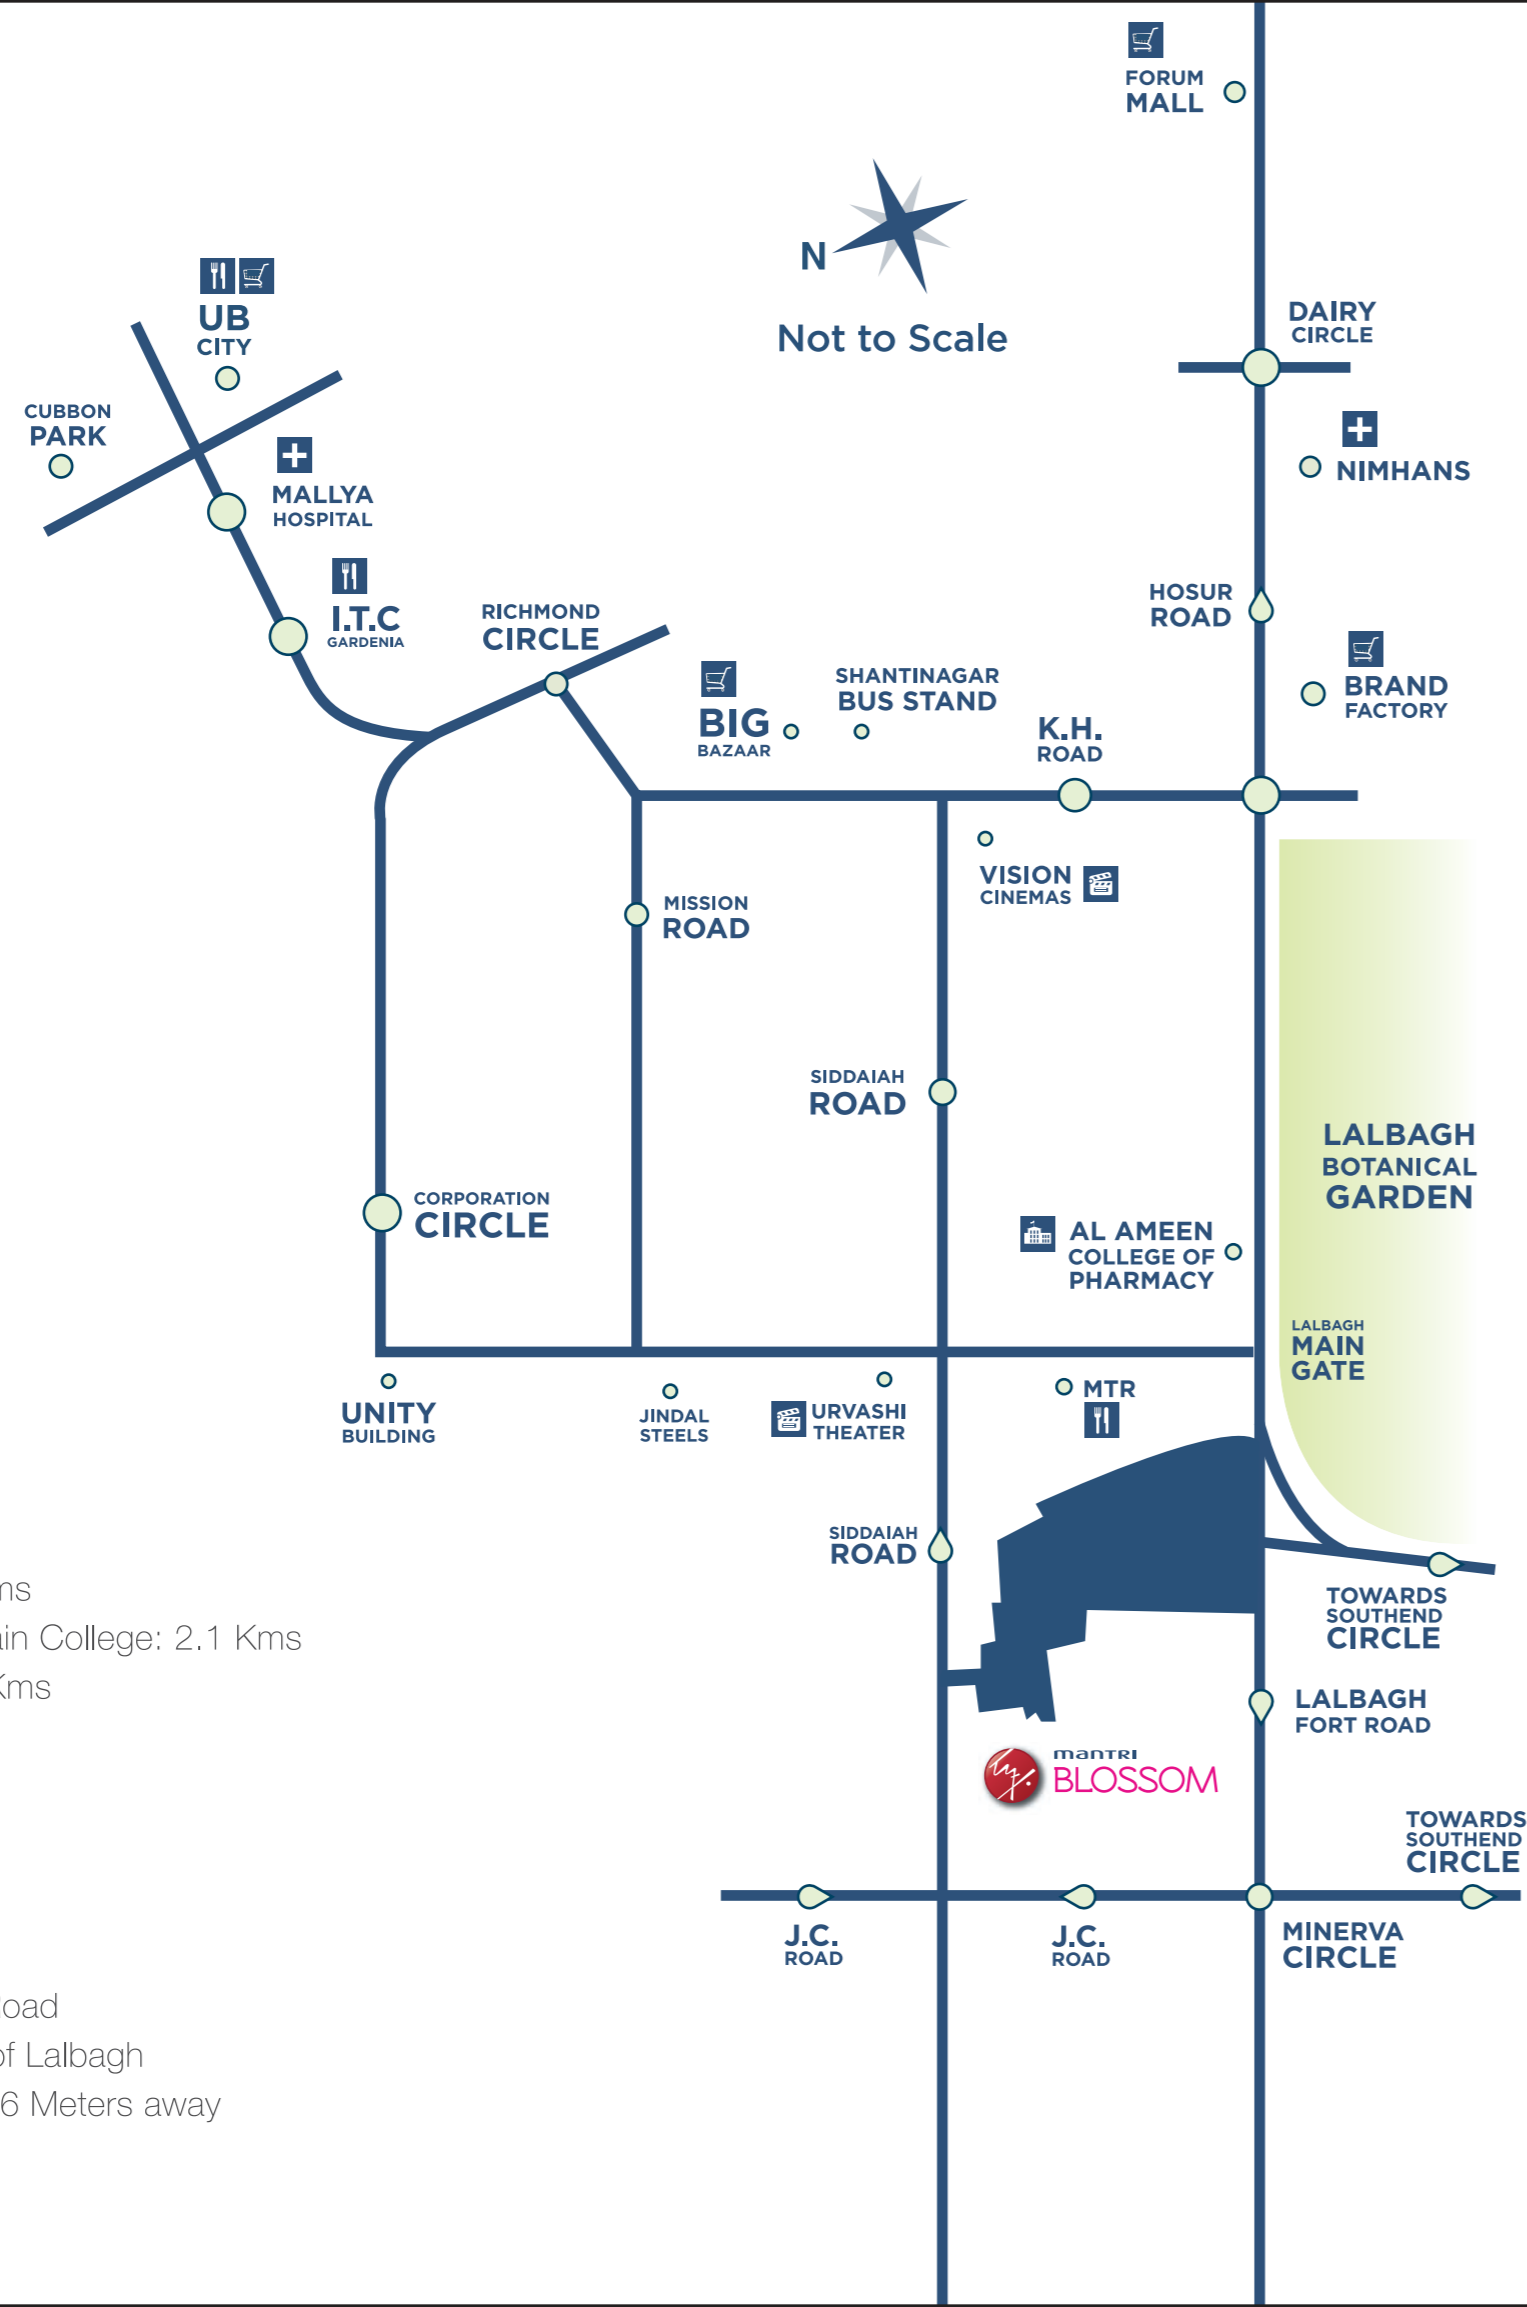 FORUM
MALL
N
Not to Scale
UB
CITY
DAIRY
CIRCLE
CUBBON
PARK
MALLYA
HOSPITAL
NIMHANS
I.T.C
GARDENIA
RICHMOND
CIRCLE
HOSUR
ROAD
BIG
BAZAAR
SHANTINAGAR
BUS STAND
K.H.
ROAD
BRAND
FACTORY
VISION
CINEMAS
MISSION
ROAD
SIDDAIAH
ROAD
LALBAGH
BOTANICAL
GARDEN
CORPORATION
CIRCLE
AL AMEEN
COLLEGE OF
PHARMACY
LALBAGH
MAIN
GATE
UNITY
BUILDING
JINDAL
STEELS
URVASHI
THEATER
MTR
SIDDAIAH
ROAD
ms
ain College: 2.1 Kms
Kms
TOWARDS
SOUTHEND
CIRCLE
LALBAGH
FORT ROAD
mantri
BLOSSOM
TOWARDS
SOUTHEND
CIRCLE
J.C.
ROAD
J.C.
ROAD
MINERVA
CIRCLE
oad
of Lalbagh
6 Meters away